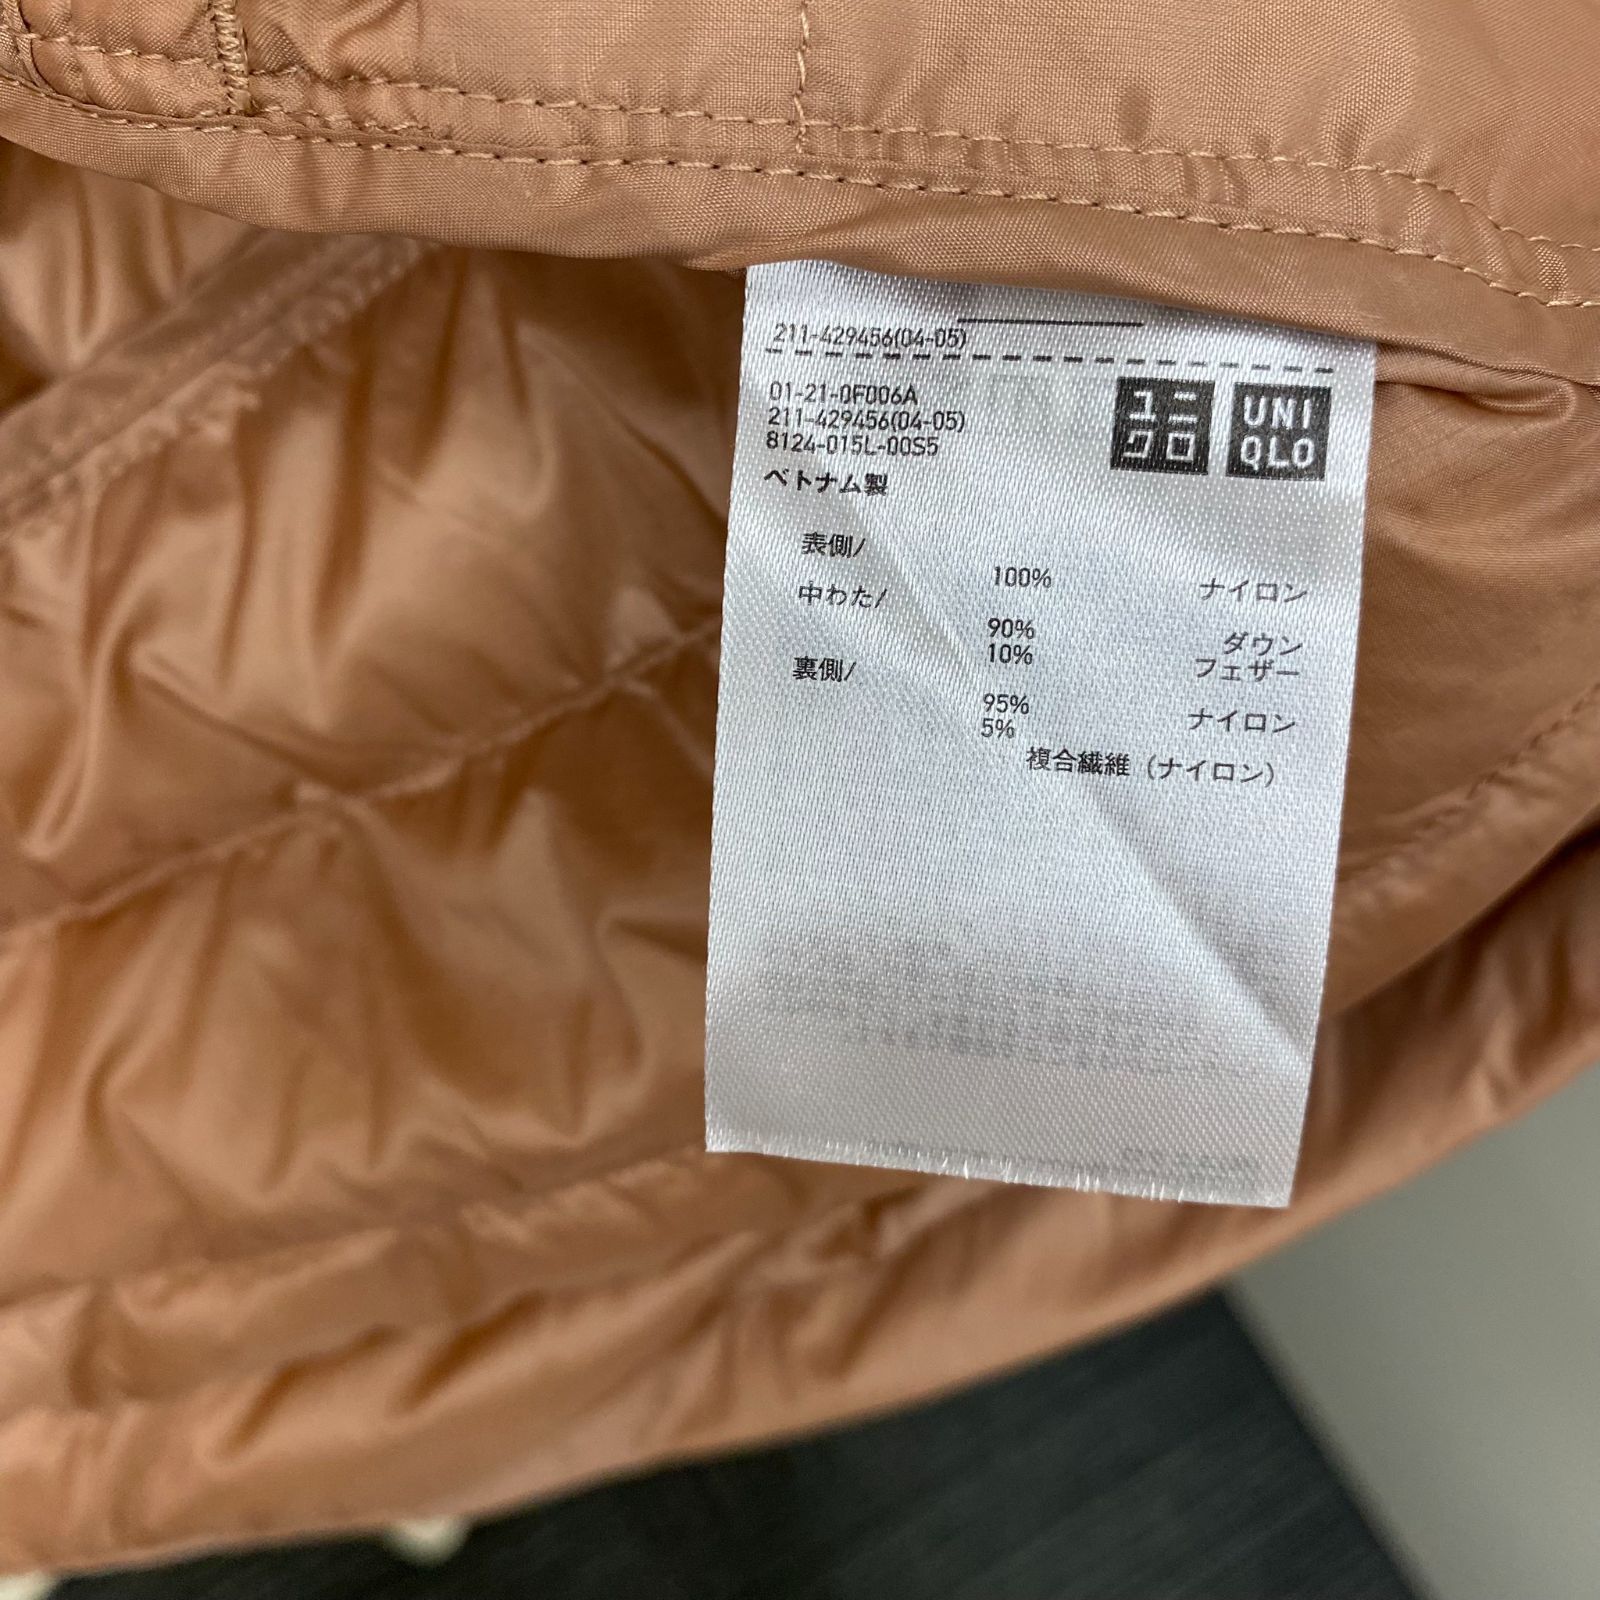 211-429456(04-05)
01-21-0F006A
211-429456(04-05)
8124-015L-00S5
ベトナム製
ユニ
クロ
UNI
QLO
表側/
100% ナイロン
中わた/
90% ダウン
10% フェザー
裏側/
95% ナイロン
5%
複合繊維（ナイロン）